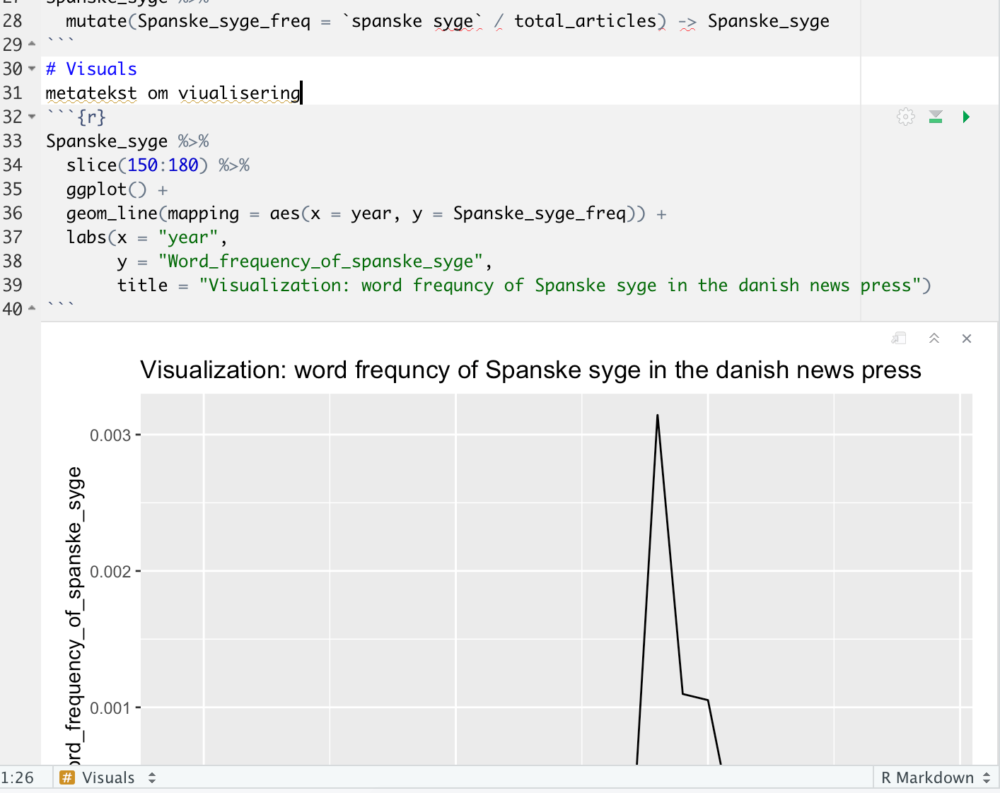 28 mutate(Spanske_syge_freq = `spanske syge` / total_articles) -> Spanske_syge
29 ```
30 # Visuals
31 metatekst om viualisering
32 ```{r}
33 Spanske_syge %>%
34 slice(150:180) %>%
35 ggplot() +
36 geom_line(mapping = aes(x = year, y = Spanske_syge_freq)) +
37 labs(x = "year",
38 y = "Word_frequency_of_spanske_syge",
39 title = "Visualization: word frequncy of Spanske syge in the danish news press")
40 ```
Visualization: word frequncy of Spanske syge in the danish news press
0.003
0.002
0.001
ord_frequency_of_spanske_syge
1:26 # Visuals R Markdown